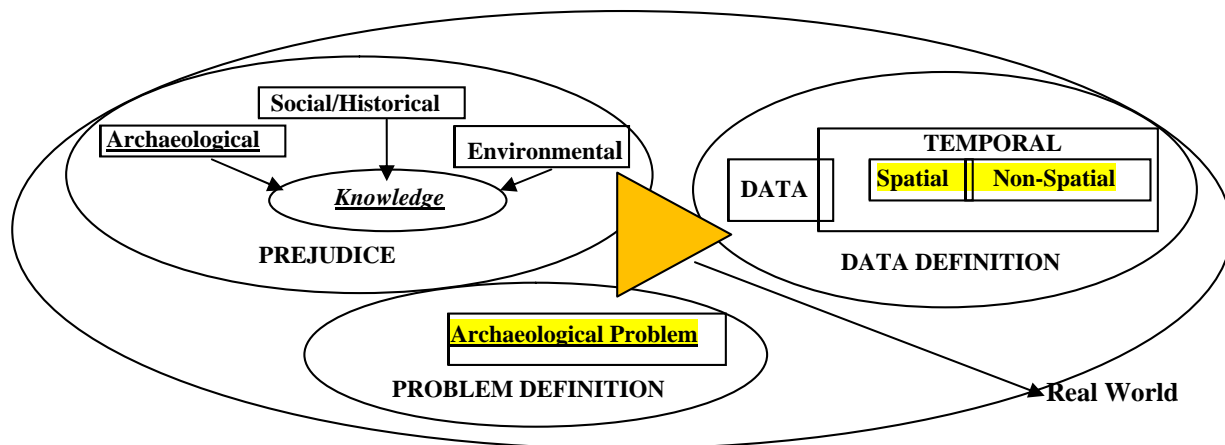 Social/Historical
Archaeological
Environmental
Knowledge
PREJUDICE
TEMPORAL
DATA
Spatial
Non-Spatial
DATA DEFINITION
Archaeological Problem
PROBLEM DEFINITION
Real World